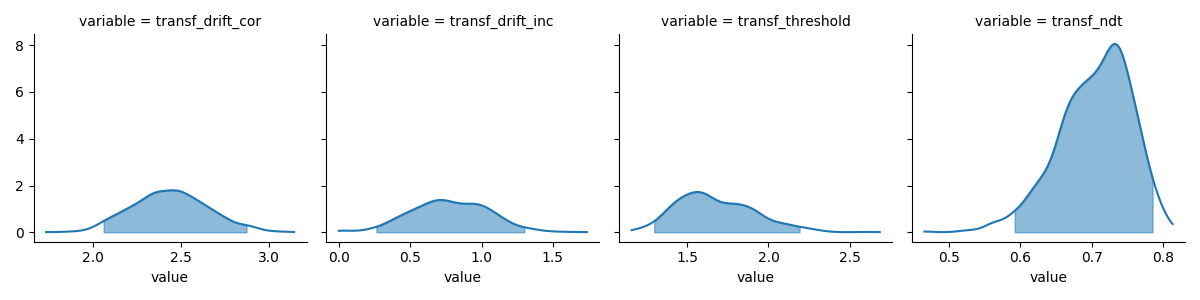 variable = transf_drift_cor
variable = transf_drift_inc
variable = transf_threshold
variable = transf_ndt
8
6
4
2
0
2.0 2.5 3.0
0.0 0.5 1.0 1.5
1.5 2.0 2.5
0.5 0.6 0.7 0.8
value
value
value
value